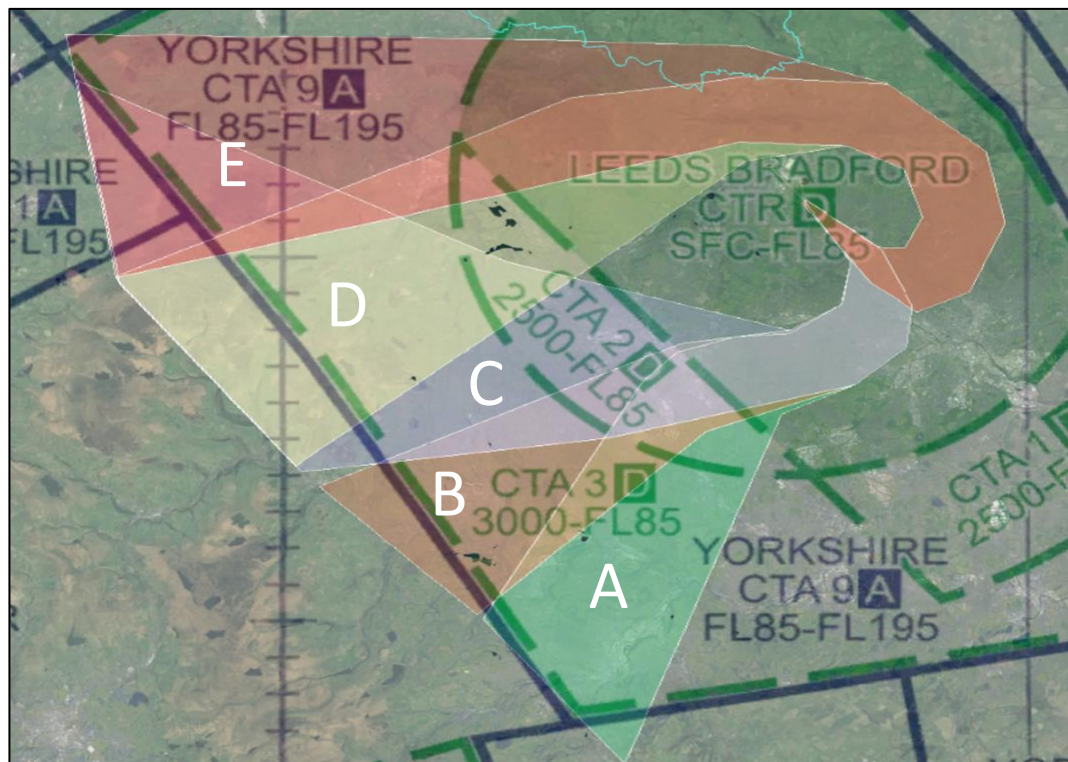 YORKSHIRE
CTA 9 A
FL85-FL195
E
SHIRE
1 A
FL195
LEEDS BRADFORD
CTR D
SFC-FL85
D
CTA 2 D
2500-FL85
C
B
CTA 3 D
3000-FL85
A
CTA 1
2500-F
YORKSHIRE
CTA 9 A
FL85-FL195